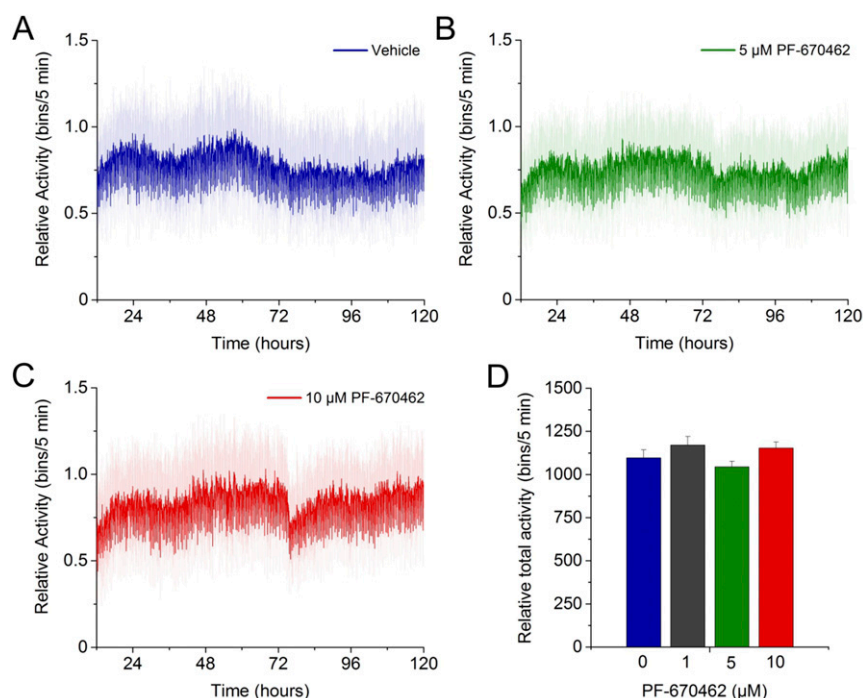 A
Relative Activity (bins/5 min)
1.5
1.0
0.5
0
Vehicle
24 48 72 96 120
Time (hours)
B
Relative Activity (bins/5 min)
1.5
1.0
0.5
0
5 µM PF-670462
24 48 72 96 120
Time (hours)
C
Relative Activity (bins/5 min)
1.5
1.0
0.5
0
10 µM PF-670462
24 48 72 96 120
Time (hours)
D
Relative total activity (bins/5 min)
1500
1250
1000
750
500
250
0
0 1 5 10
PF-670462 (µM)